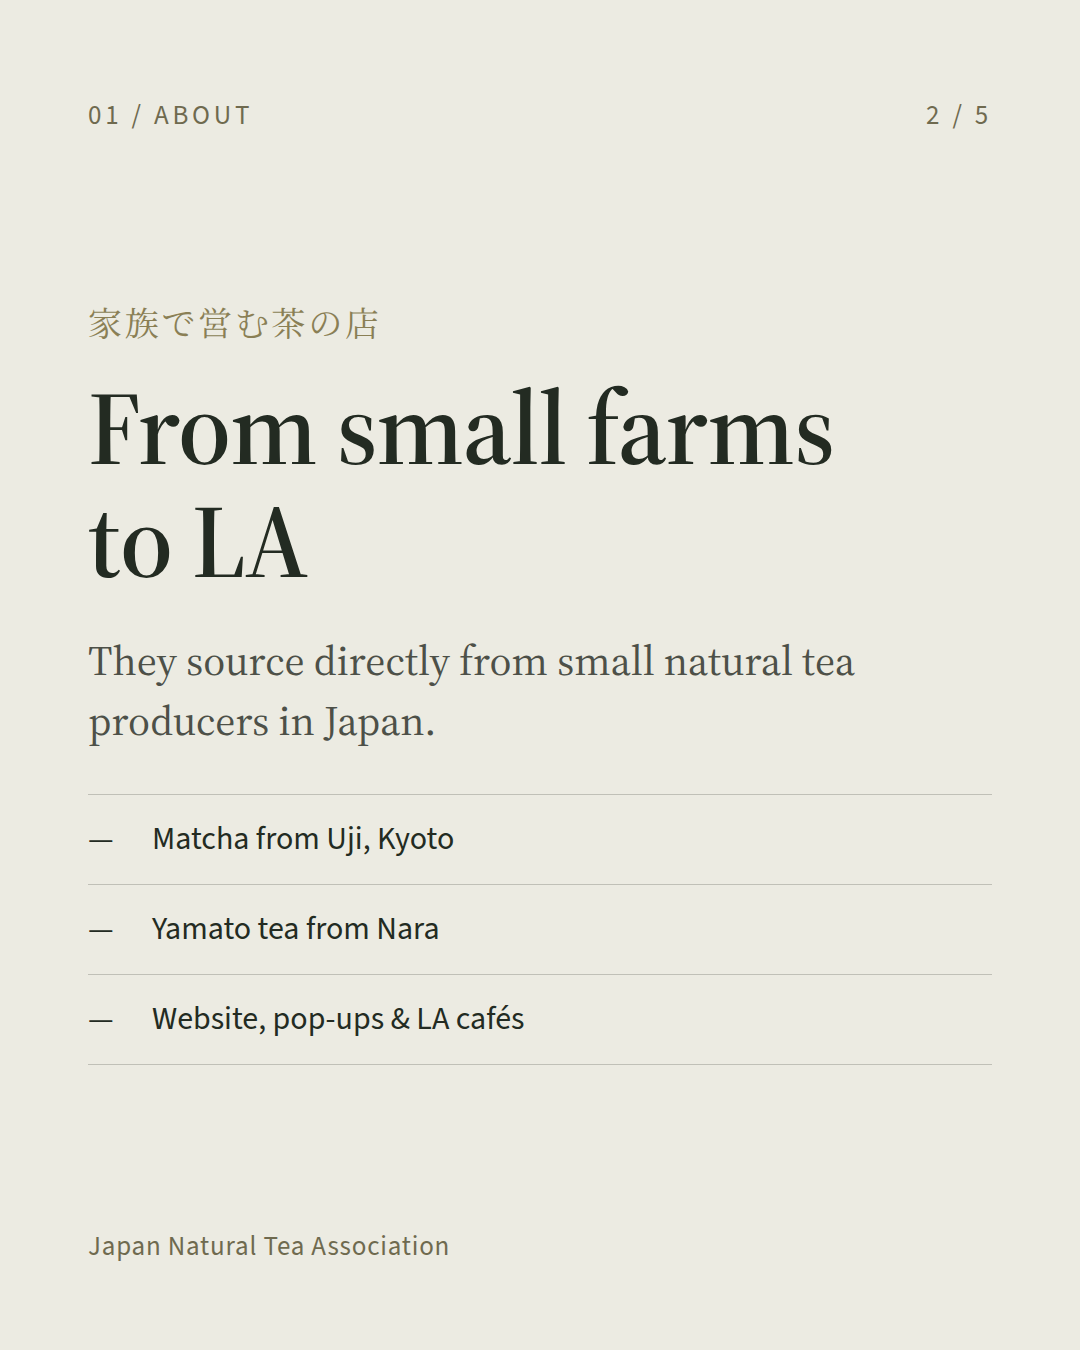 01 / ABOUT
2 / 5
家族で営む茶の店
From small farms
to LA
They source directly from small natural tea
producers in Japan.
— Matcha from Uji, Kyoto
— Yamato tea from Nara
— Website, pop-ups & LA cafés
Japan Natural Tea Association